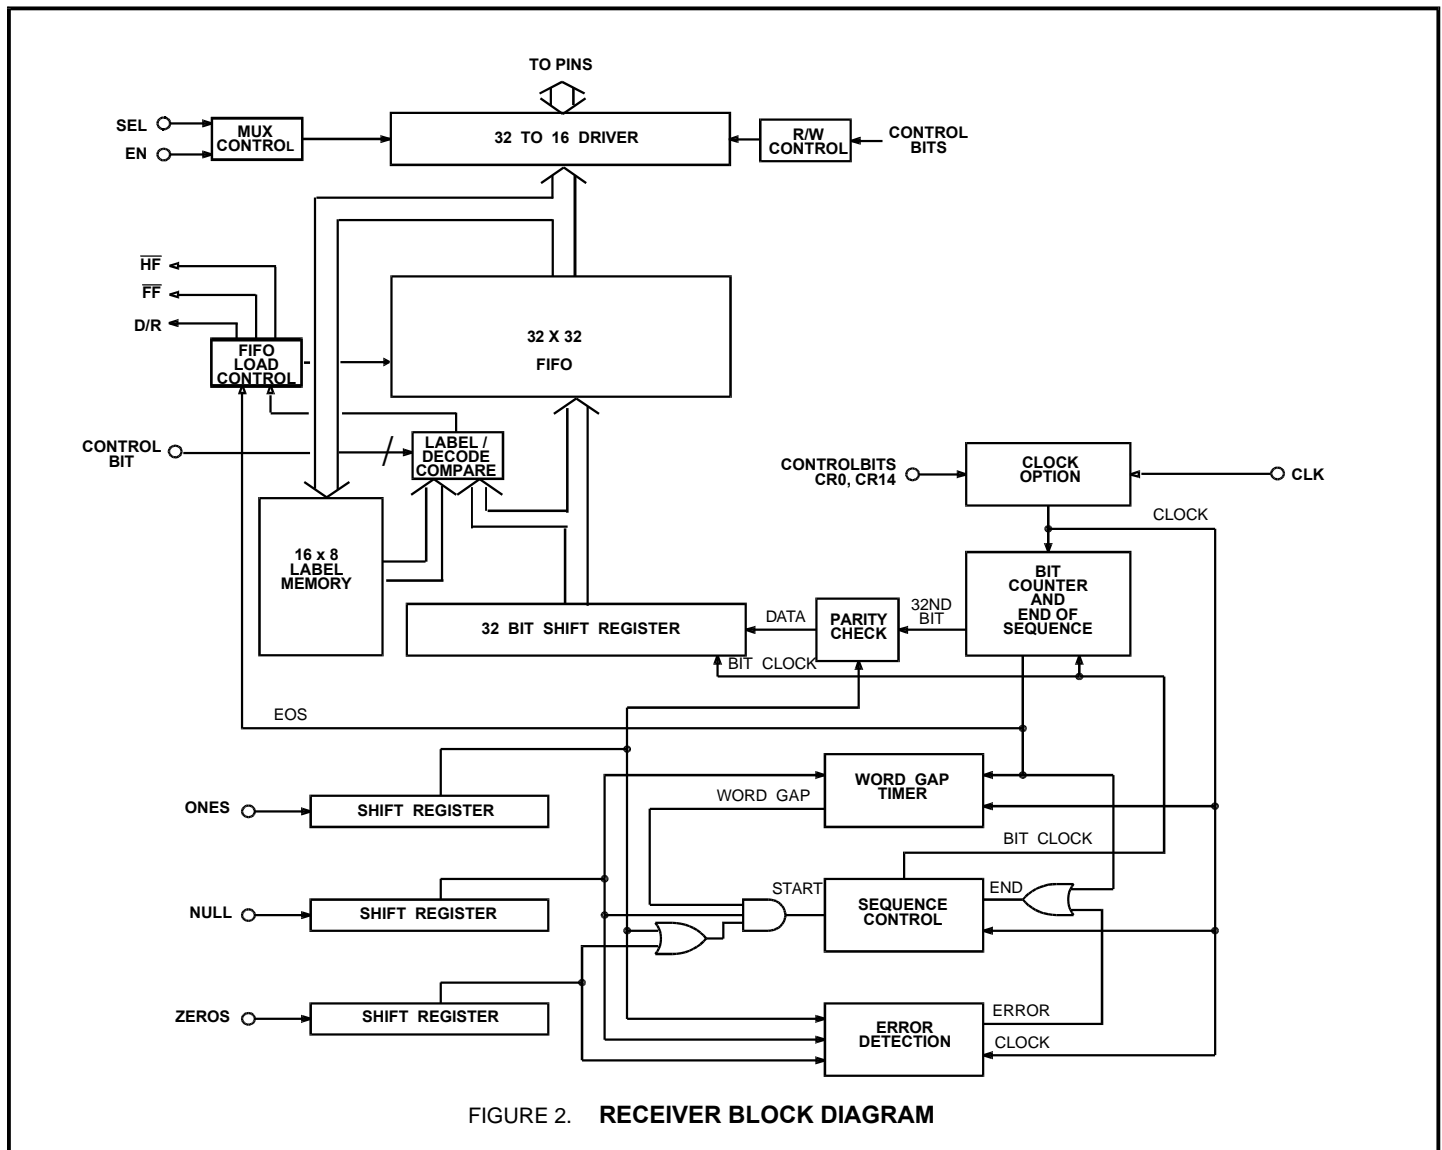 TO PINS
SEL
EN
MUX
CONTROL
32 TO 16 DRIVER
R/W
CONTROL
CONTROL
BITS
HF
FF
D/R
FIFO
LOAD
CONTROL
32 X 32
FIFO
CONTROL
BIT
/
LABEL /
DECODE
COMPARE
CONTROLBITS
CR0, CR14
CLOCK
OPTION
CLK
CLOCK
16 x 8
LABEL
MEMORY
BIT
COUNTER
AND
END OF
SEQUENCE
32ND
BIT
PARITY
CHECK
DATA
32 BIT SHIFT REGISTER
BIT CLOCK
EOS
ONES
SHIFT REGISTER
WORD GAP
WORD GAP
TIMER
BIT CLOCK
NULL
SHIFT REGISTER
START
SEQUENCE
CONTROL
END
ZEROS
SHIFT REGISTER
ERROR
DETECTION
ERROR
CLOCK
FIGURE 2. RECEIVER BLOCK DIAGRAM